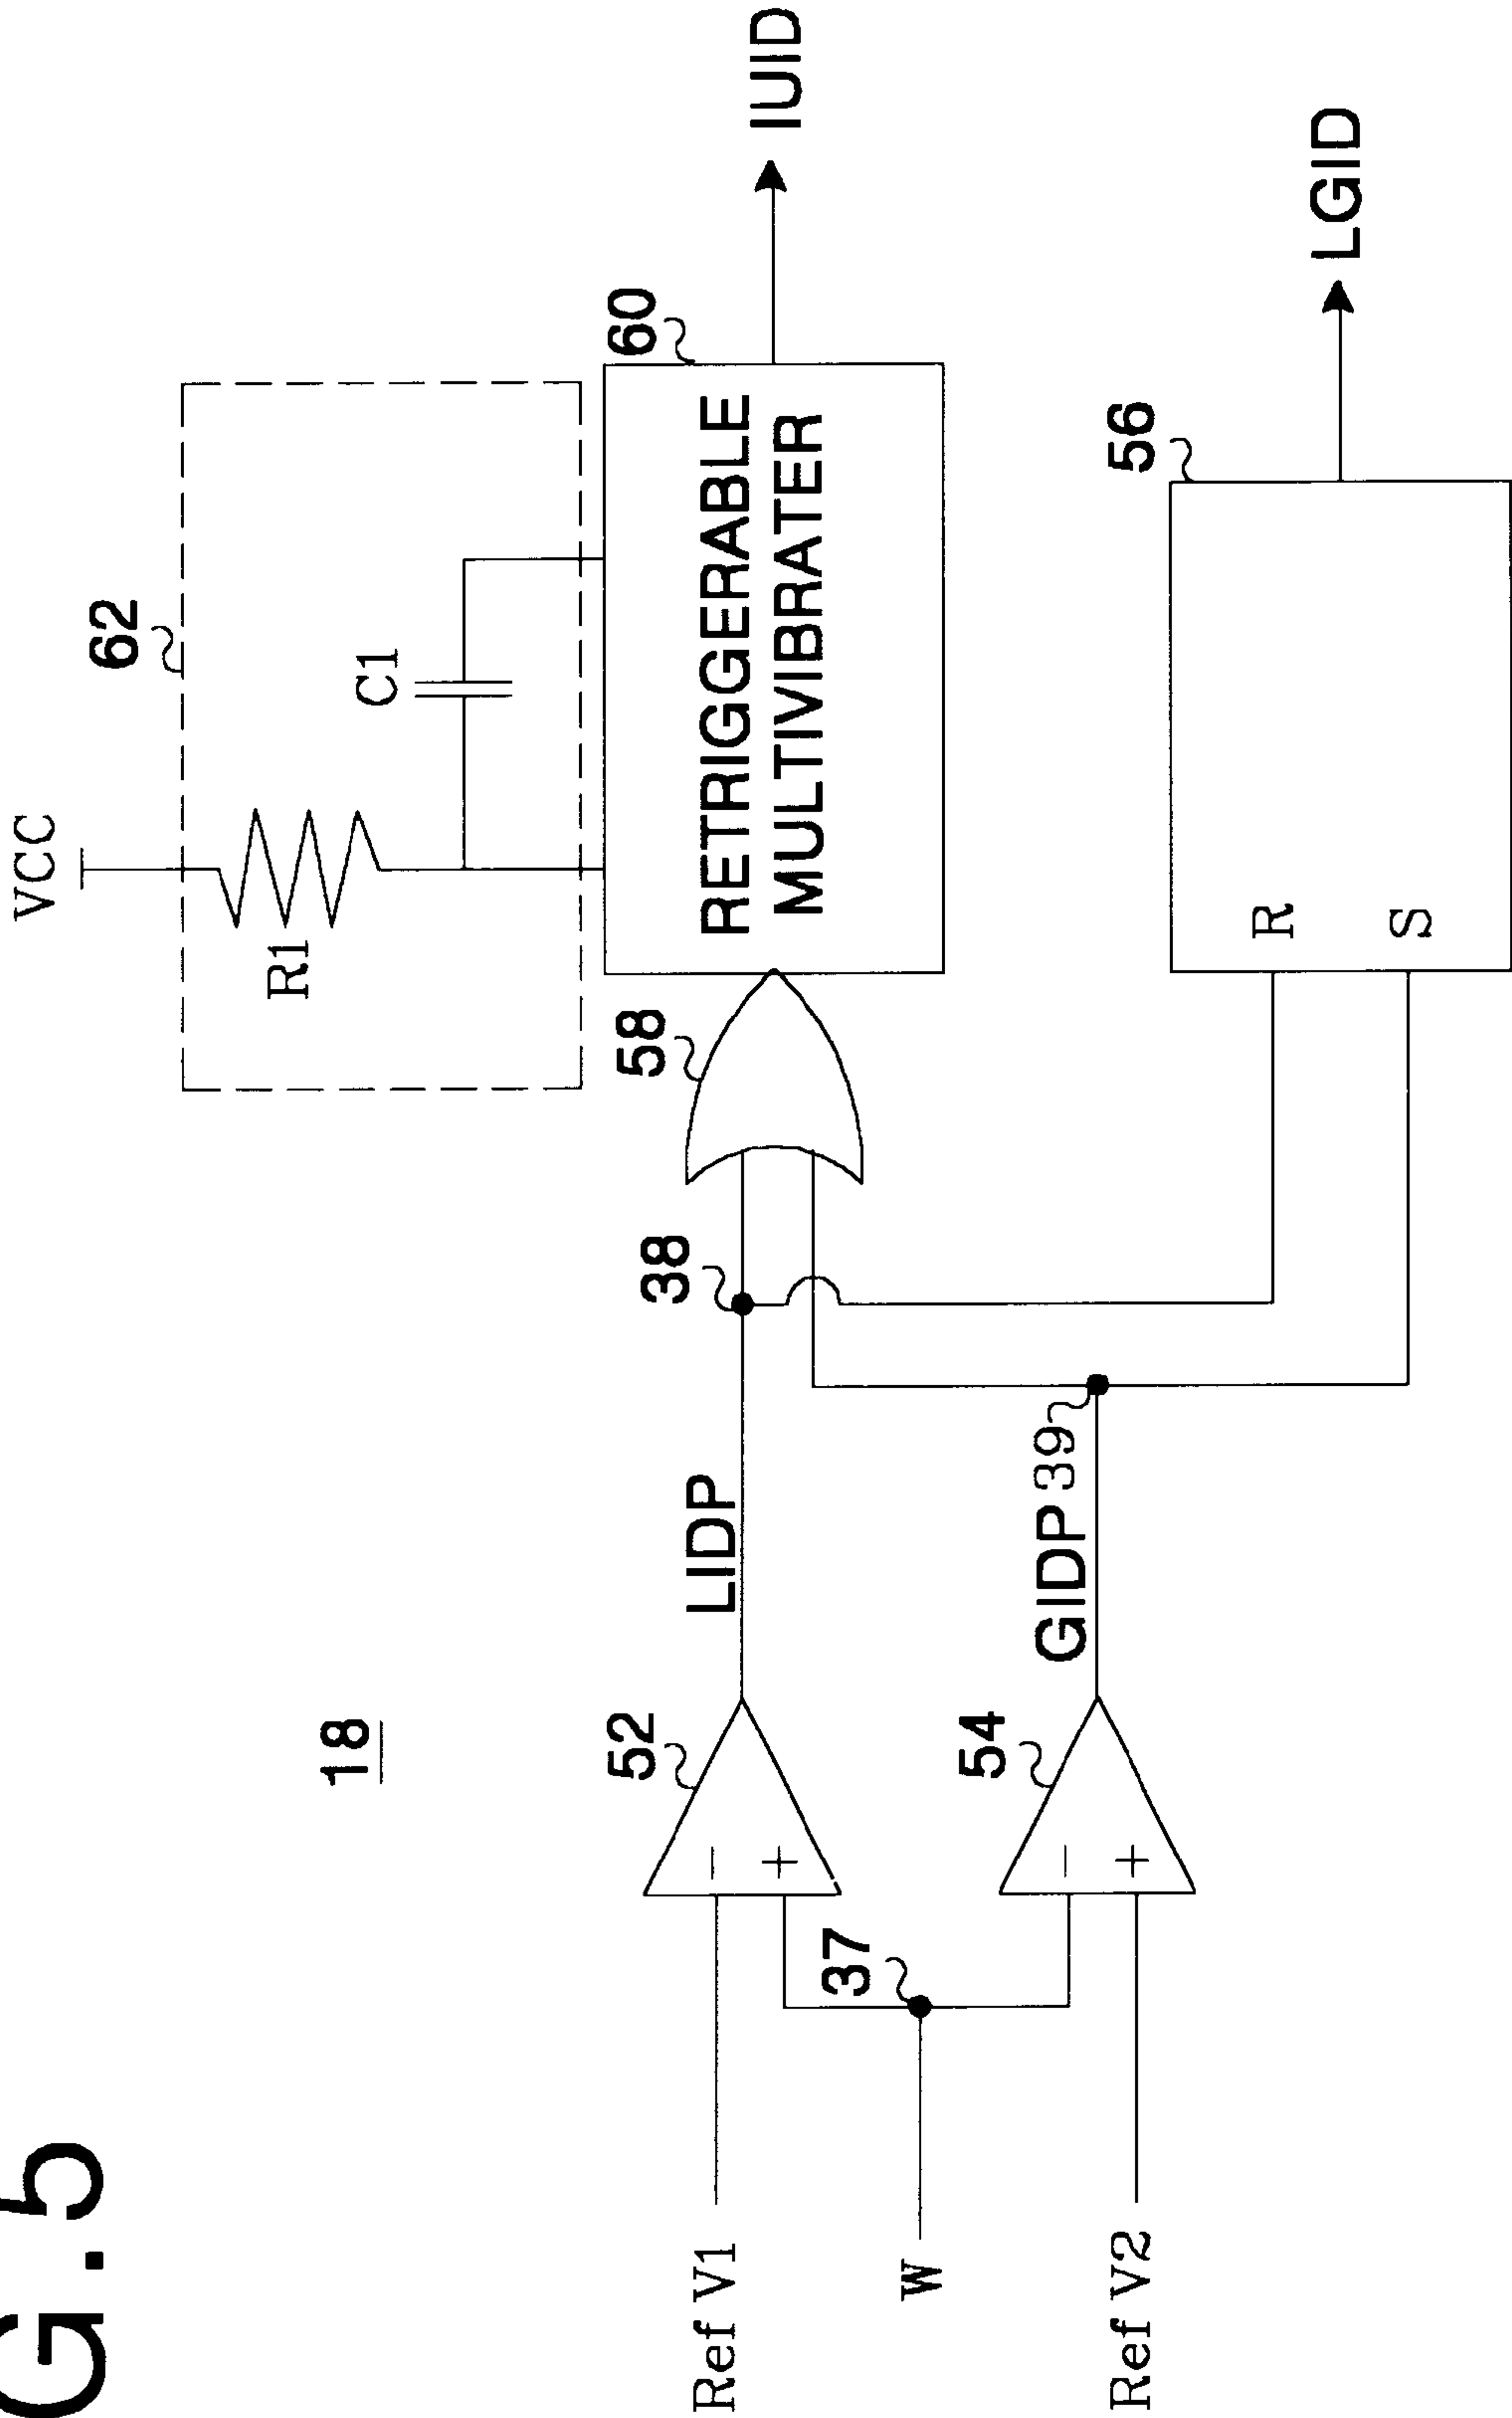 G.5
18
VCC
62
R1
C1
60
RETRIGGERABLE
MULTIVIBRATER
IUID
58
38
52
LIDP
Ref V1
−
+
37
W
54
GIDP 39
Ref V2
−
+
56
R
S
LGID